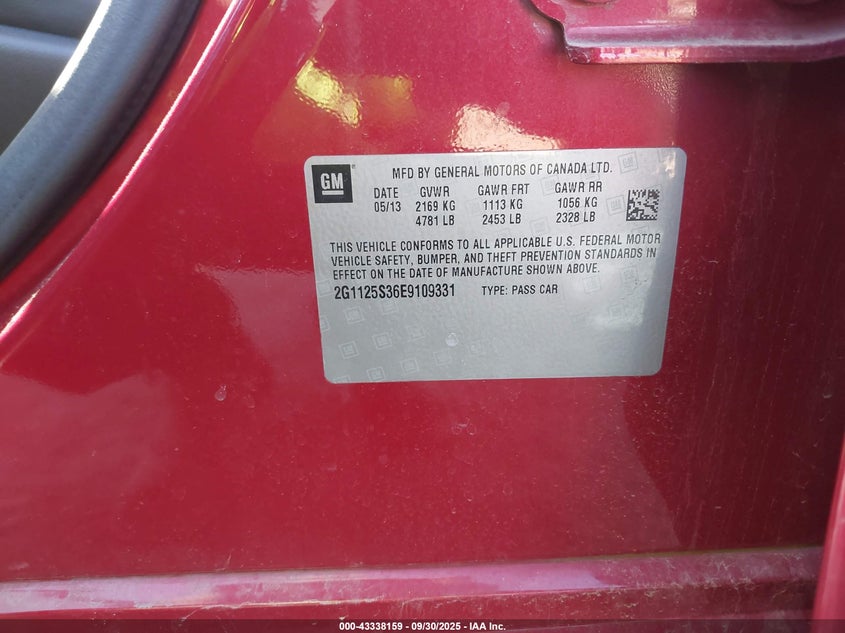 GM
MFD BY GENERAL MOTORS OF CANADA LTD.
DATE GVWR GAWR FRT GAWR RR
05/13 2169 KG 1113 KG 1056 KG
4781 LB 2453 LB 2328 LB
THIS VEHICLE CONFORMS TO ALL APPLICABLE U.S. FEDERAL MOTOR
VEHICLE SAFETY, BUMPER, AND THEFT PREVENTION STANDARDS IN
EFFECT ON THE DATE OF MANUFACTURE SHOWN ABOVE.
2G1125S36E9109331 TYPE: PASS CAR
000-43338159 - 09/30/2025 - IAA Inc.